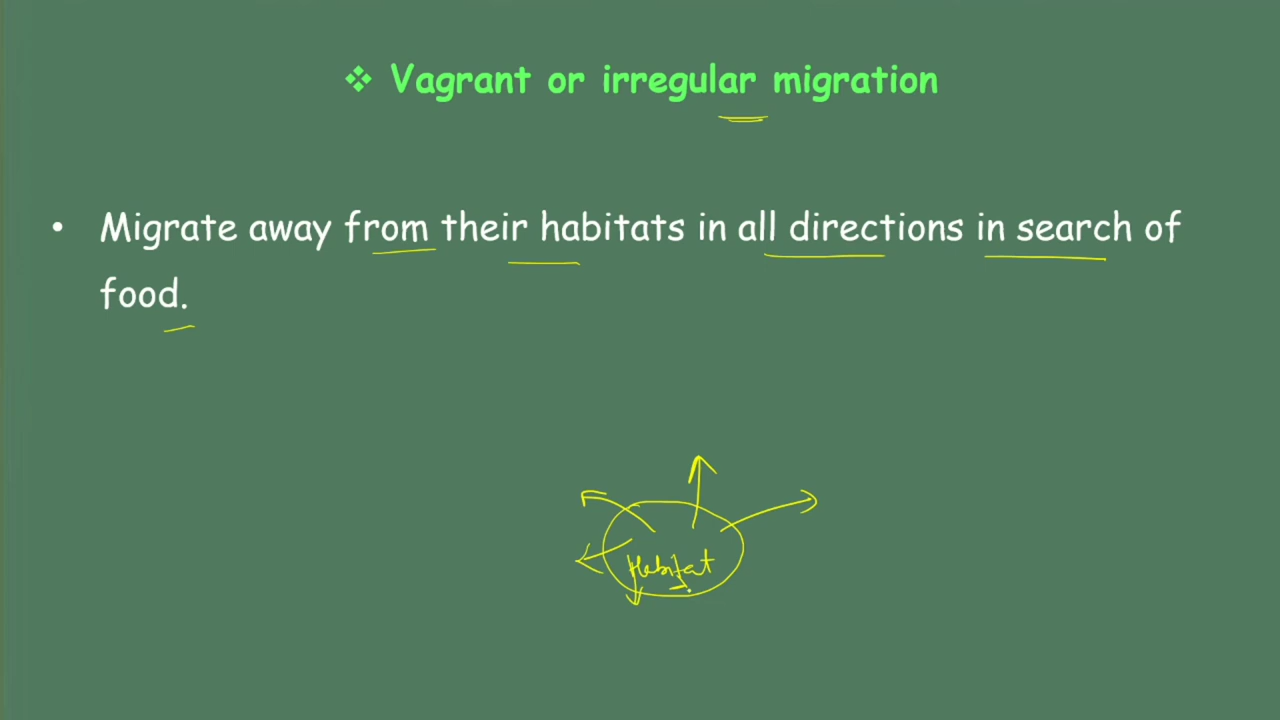 ❖ Vagrant or irregular migration
• Migrate away from their habitats in all directions in search of
food.
Habitat